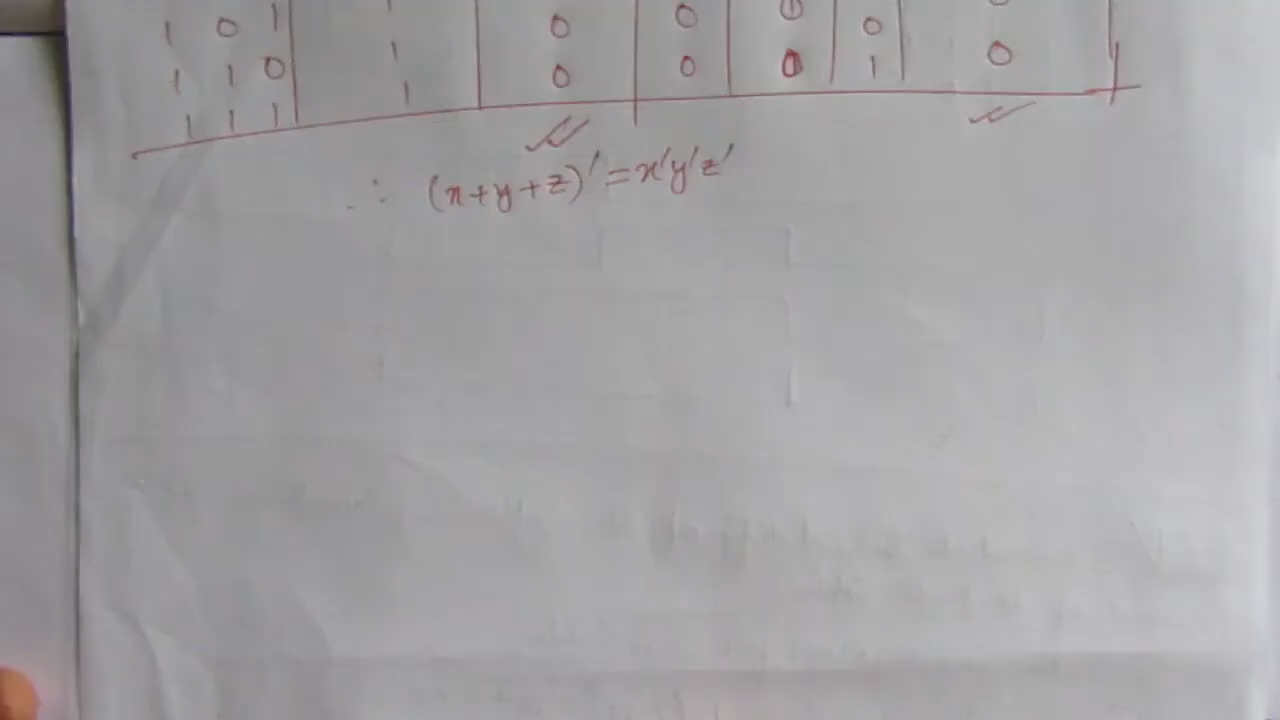 1 0 1 1 0 0 0 0
1 1 0 1 0 0 0 1 0
1 1 1 1
∴ (x+y+z)' = x'y'z'